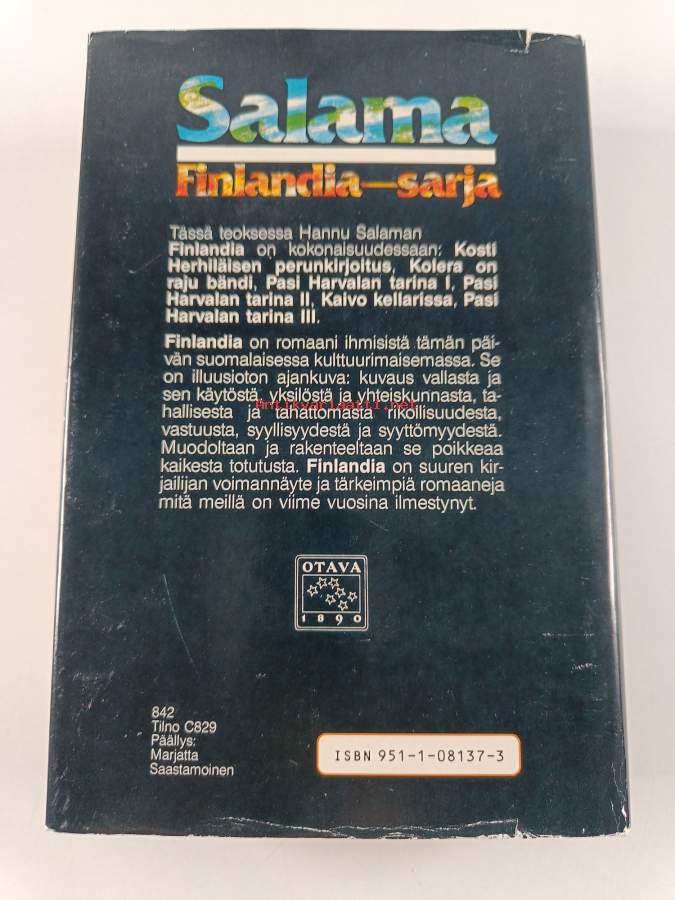 Salama
Finlandia—sarja
Tässä teoksessa Hannu Salaman
Finlandia on kokonaisuudessaan: Kosti
Herhiläisen perunkirjoitus, Kolera on
raju bändi, Pasi Harvalan tarina I, Pasi
Harvalan tarina II, Kaivo kellarissa, Pasi
Harvalan tarina III.
Finlandia on romaani ihmisistä tämän päi-
vän suomalaisessa kulttuurimaisemassa. Se
on illuusioton ajankuva: kuvaus vallasta ja
sen käytöstä, yksilöstä ja yhteiskunnasta, ta-
hallisesta ja tahattomasta rikollisuudesta,
Antikvariaatti.net
vastuusta, syyllisyydestä ja syyttömyydestä.
Muodoltaan ja rakenteeltaan se poikkeaa
kaikesta totutusta. Finlandia on suuren kir-
jailijan voimannäyte ja tärkeimpiä romaaneja
mitä meillä on viime vuosina ilmestynyt.
OTAVA
1890
842
Tilno C829
Päällys:
Marjatta
Saastamoinen
ISBN 951-1-08137-3